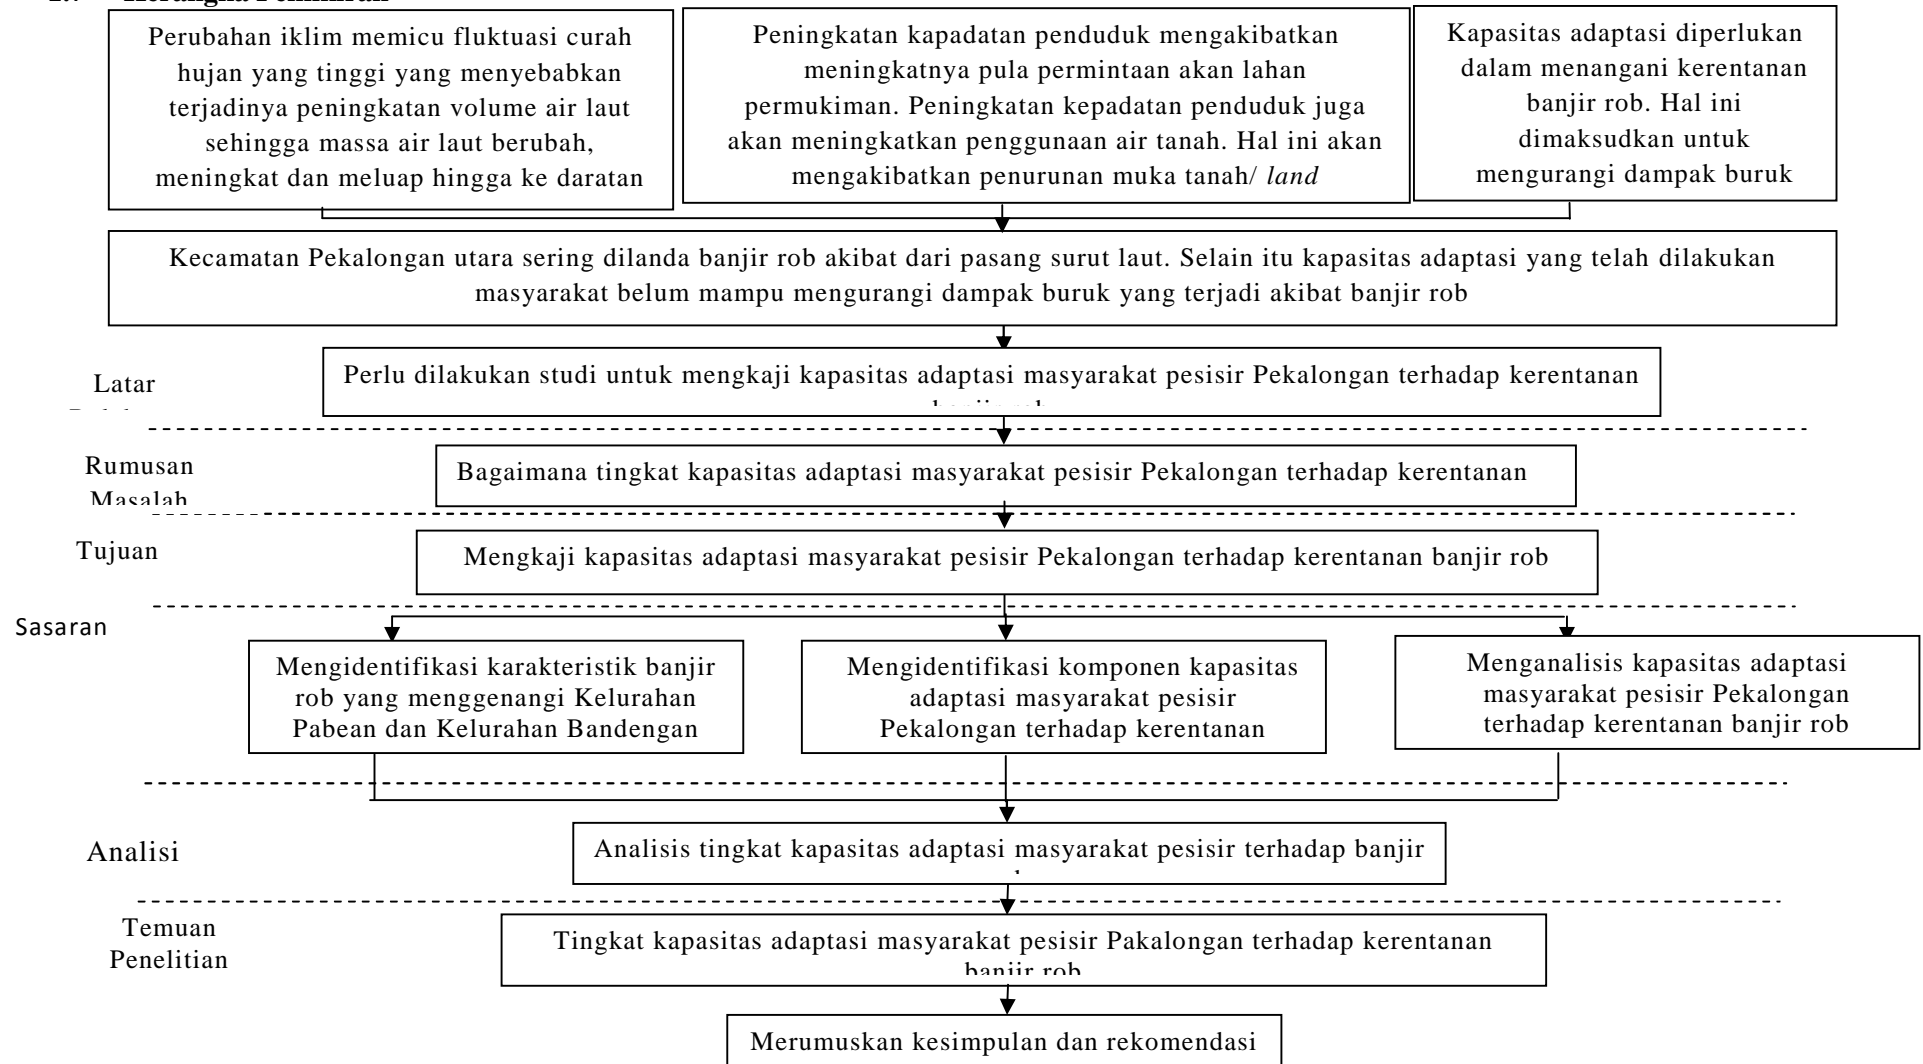 Perubahan iklim memicu fluktuasi curah
hujan yang tinggi yang menyebabkan
terjadinya peningkatan volume air laut
sehingga massa air laut berubah,
meningkat dan meluap hingga ke daratan
Peningkatan kapadatan penduduk mengakibatkan
meningkatnya pula permintaan akan lahan
permukiman. Peningkatan kepadatan penduduk juga
akan meningkatkan penggunaan air tanah. Hal ini akan
mengakibatkan penurunan muka tanah/ land
Kapasitas adaptasi diperlukan
dalam menangani kerentanan
banjir rob. Hal ini
dimaksudkan untuk
mengurangi dampak buruk
Kecamatan Pekalongan utara sering dilanda banjir rob akibat dari pasang surut laut. Selain itu kapasitas adaptasi yang telah dilakukan
masyarakat belum mampu mengurangi dampak buruk yang terjadi akibat banjir rob
Latar
Perlu dilakukan studi untuk mengkaji kapasitas adaptasi masyarakat pesisir Pekalongan terhadap kerentanan
Rumusan
Masalah
Bagaimana tingkat kapasitas adaptasi masyarakat pesisir Pekalongan terhadap kerentanan
Tujuan
Mengkaji kapasitas adaptasi masyarakat pesisir Pekalongan terhadap kerentanan banjir rob
Sasaran
Mengidentifikasi karakteristik banjir
rob yang menggenangi Kelurahan
Pabean dan Kelurahan Bandengan
Mengidentifikasi komponen kapasitas
adaptasi masyarakat pesisir
Pekalongan terhadap kerentanan
Menganalisis kapasitas adaptasi
masyarakat pesisir Pekalongan
terhadap kerentanan banjir rob
Analisi
Analisis tingkat kapasitas adaptasi masyarakat pesisir terhadap banjir
Temuan
Penelitian
Tingkat kapasitas adaptasi masyarakat pesisir Pakalongan terhadap kerentanan
banjir rob
Merumuskan kesimpulan dan rekomendasi